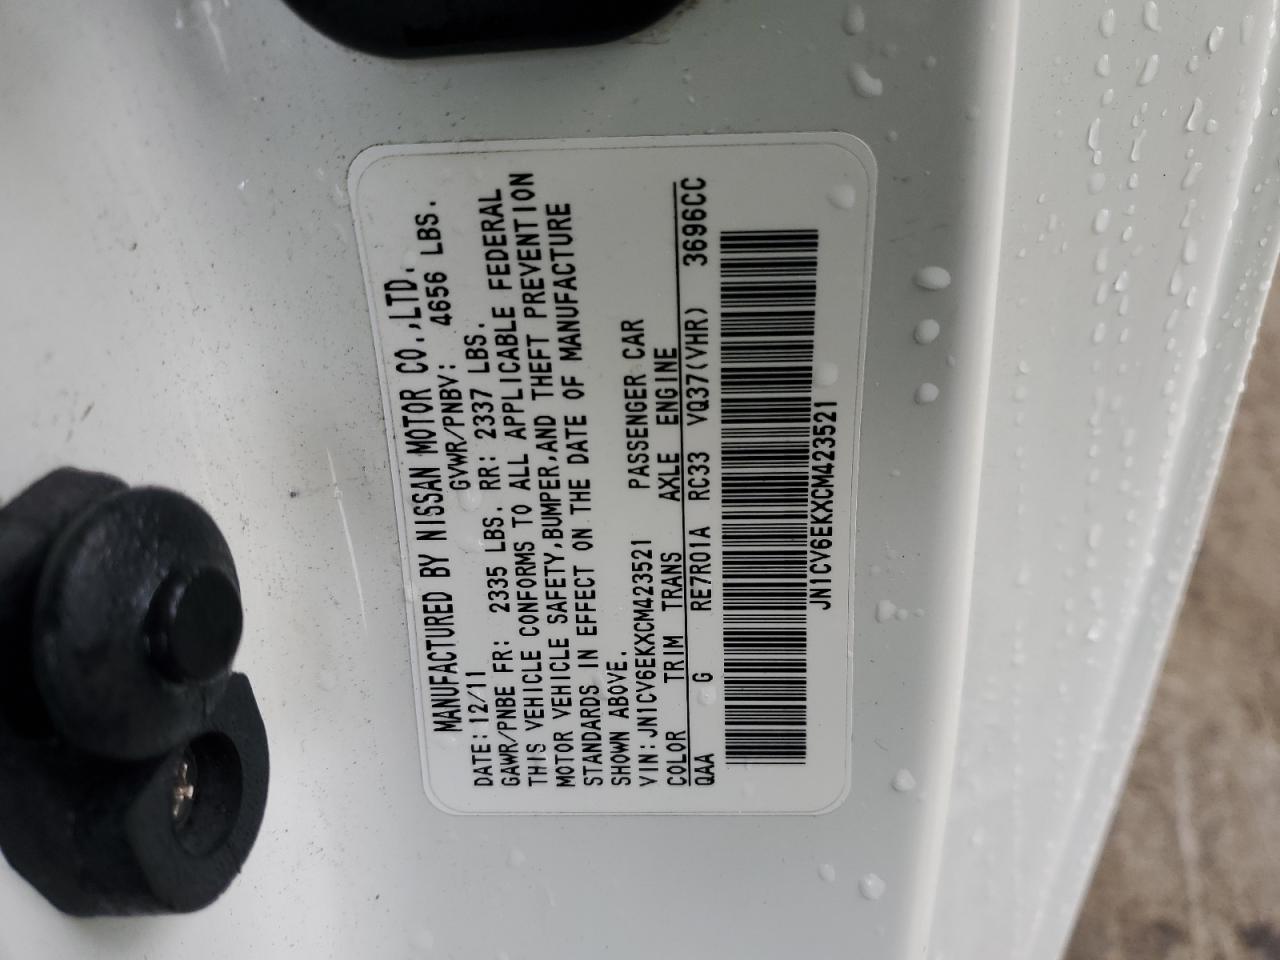 MANUFACTURED BY NISSAN MOTOR CO.,LTD.
DATE:12/11 GVWR/PNBV: 4656 LBS.
GAWR/PNBE FR: 2335 LBS. RR: 2337 LBS.
THIS VEHICLE CONFORMS TO ALL APPLICABLE FEDERAL
MOTOR VEHICLE SAFETY,BUMPER,AND THEFT PREVENTION
STANDARDS IN EFFECT ON THE DATE OF MANUFACTURE
SHOWN ABOVE.
VIN:JN1CV6EKXCM423521 PASSENGER CAR
COLOR TRIM TRANS AXLE ENGINE
QAA G RE7R01A RC33 VQ37(VHR) 3696CC
JN1CV6EKXCM423521